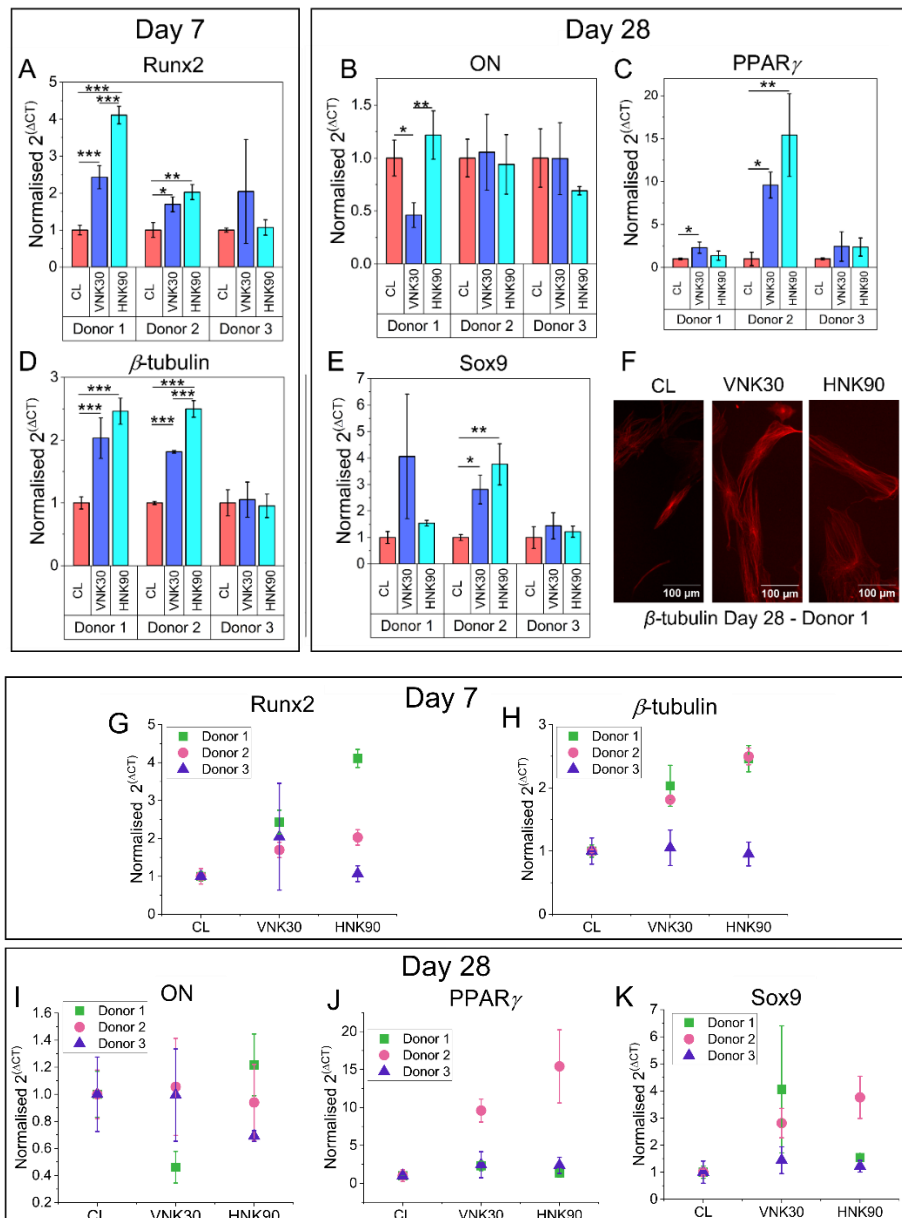 Day 7
Day 28
A
Runx2
Normalised 2(ΔCT)
5
4
3
2
1
0
***
***
***
**
*
CL
VNK30
HNK90
CL
VNK30
HNK90
CL
VNK30
HNK90
Donor 1
Donor 2
Donor 3
B
ON
Normalised 2(ΔCT)
1.5
1.0
0.5
0.0
**
*
CL
VNK30
HNK90
CL
VNK30
HNK90
CL
VNK30
HNK90
Donor 1
Donor 2
Donor 3
C
PPARγ
Normalised 2(ΔCT)
20
15
10
5
0
*
**
*
CL
VNK30
HNK90
CL
VNK30
HNK90
CL
VNK30
HNK90
Donor 1
Donor 2
Donor 3
D
β-tubulin
Normalised 2(ΔCT)
3
2
1
0
***
***
***
***
***
CL
VNK30
HNK90
CL
VNK30
HNK90
CL
VNK30
HNK90
Donor 1
Donor 2
Donor 3
E
Sox9
Normalised 2(ΔCT)
7
6
5
4
3
2
1
0
**
*
CL
VNK30
HNK90
CL
VNK30
HNK90
CL
VNK30
HNK90
Donor 1
Donor 2
Donor 3
F
CL
VNK30
HNK90
100 μm
100 μm
100 μm
β-tubulin Day 28 - Donor 1
Day 7
G
Runx2
Normalised 2(ΔCT)
5
4
3
2
1
0
Donor 1
Donor 2
Donor 3
CL
VNK30
HNK90
H
β-tubulin
Normalised 2(ΔCT)
3
2
1
0
Donor 1
Donor 2
Donor 3
CL
VNK30
HNK90
Day 28
I
ON
Normalised 2(ΔCT)
1.6
1.4
1.2
1.0
0.8
0.6
0.4
0.2
Donor 1
Donor 2
Donor 3
CL
VNK30
HNK90
J
PPARγ
Normalised 2(ΔCT)
20
15
10
5
0
Donor 1
Donor 2
Donor 3
CL
VNK30
HNK90
K
Sox9
Normalised 2(ΔCT)
7
6
5
4
3
2
1
0
Donor 1
Donor 2
Donor 3
CL
VNK30
HNK90